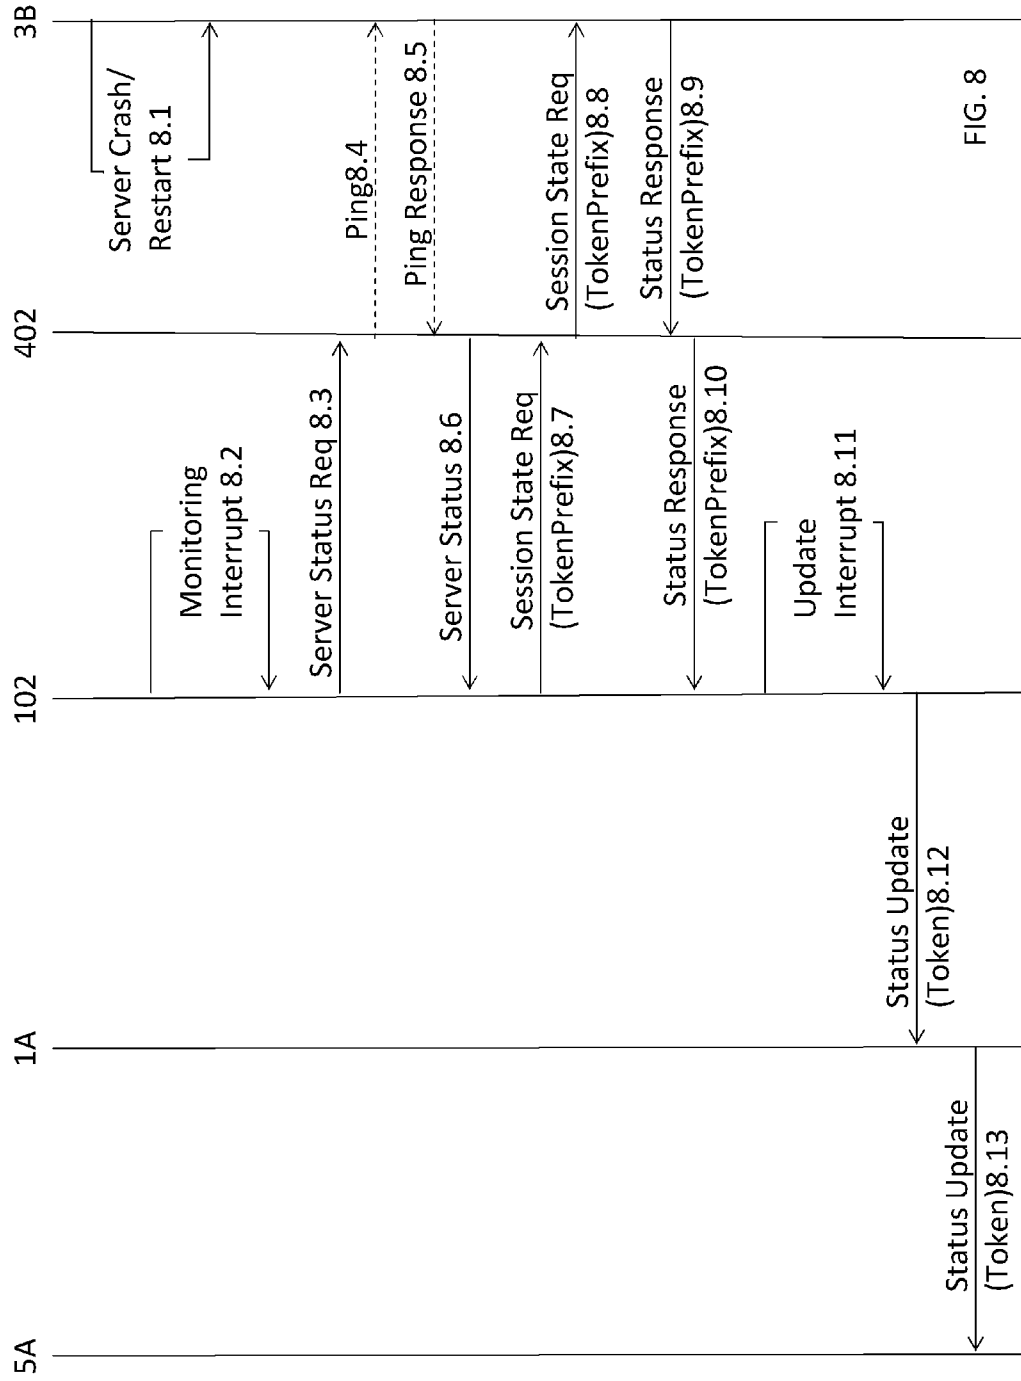 5A
1A
102
402
3B
Server Crash/
Restart 8.1
Monitoring
Interrupt 8.2
Server Status Req 8.3
Ping8.4
Ping Response 8.5
Server Status 8.6
Session State Req
(TokenPrefix)8.7
Session State Req
(TokenPrefix)8.8
Status Response
(TokenPrefix)8.9
Status Response
(TokenPrefix)8.10
Update
Interrupt 8.11
Status Update
(Token)8.12
Status Update
(Token)8.13
FIG. 8